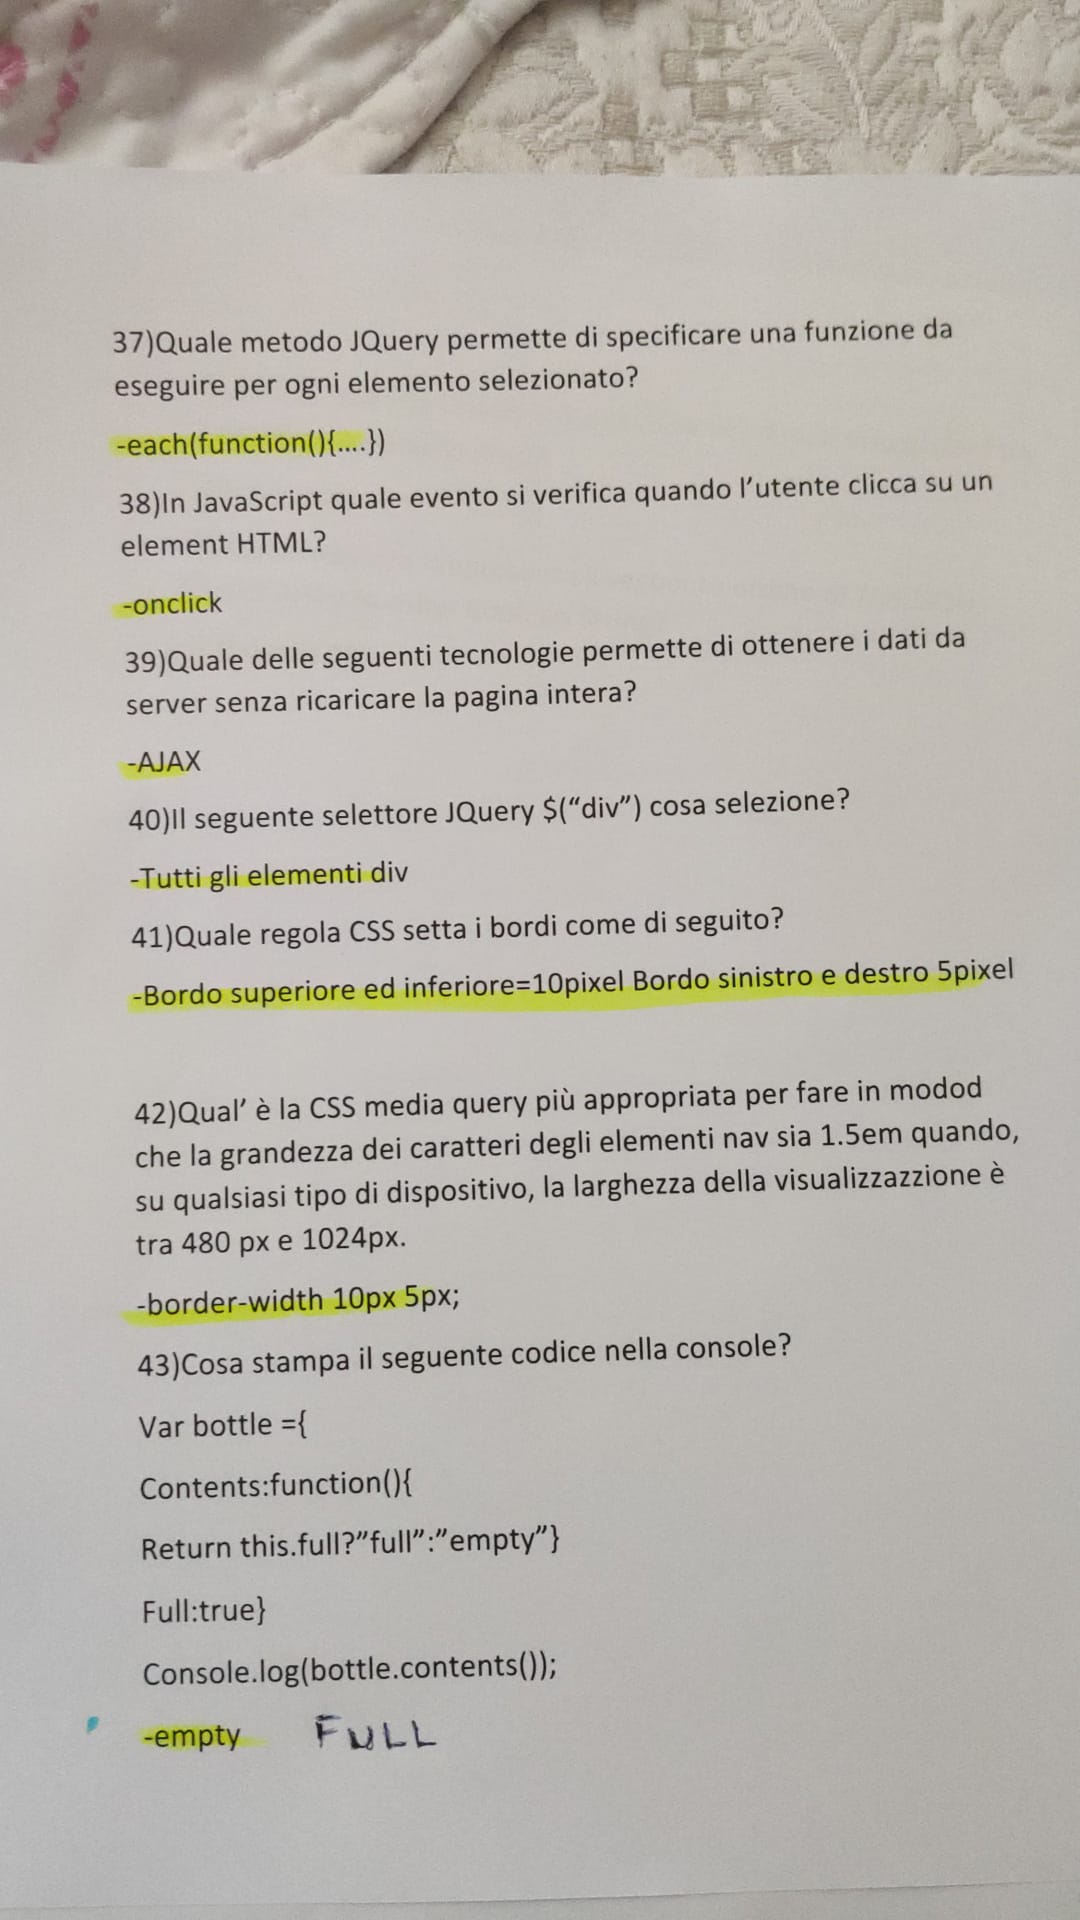 37)Quale metodo JQuery permette di specificare una funzione da
eseguire per ogni elemento selezionato?
-each(function(){....})
38)In JavaScript quale evento si verifica quando l’utente clicca su un
element HTML?
-onclick
39)Quale delle seguenti tecnologie permette di ottenere i dati da
server senza ricaricare la pagina intera?
-AJAX
40)Il seguente selettore JQuery $(“div”) cosa selezione?
-Tutti gli elementi div
41)Quale regola CSS setta i bordi come di seguito?
-Bordo superiore ed inferiore=10pixel Bordo sinistro e destro 5pixel
42)Qual’ è la CSS media query più appropriata per fare in modod
che la grandezza dei caratteri degli elementi nav sia 1.5em quando,
su qualsiasi tipo di dispositivo, la larghezza della visualizzazzione è
tra 480 px e 1024px.
-border-width 10px 5px;
43)Cosa stampa il seguente codice nella console?
Var bottle ={
Contents:function(){
Return this.full?”full”:”empty”}
Full:true}
Console.log(bottle.contents());
-empty FULL